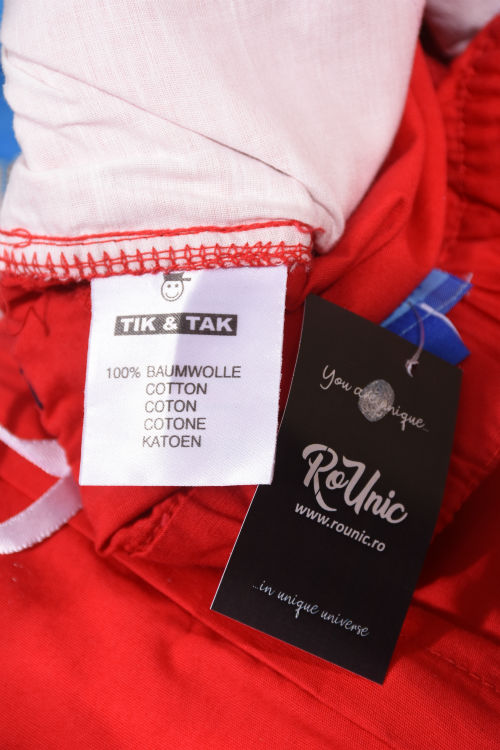 TIK & TAK
100% BAUMWOLLE
COTTON
COTON
COTONE
KATOEN
You are unique...
RoUnic
www.rounic.ro
...in unique universe